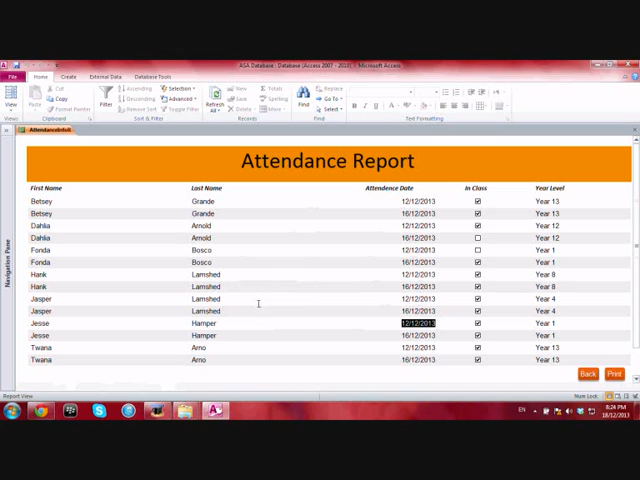 ASA Database : Database (Access 2007 - 2010) - Microsoft Access
File Home Create External Data Database Tools
View Paste Cut Copy Format Painter Filter Ascending Descending Remove Sort Selection Advanced Toggle Filter Refresh All New Save Delete Totals Spelling More Find Replace Go To Select
Views Clipboard Sort & Filter Records Find Text Formatting
Navigation Pane
Attendance Report
First Name Last Name Attendence Date In Class Year Level
Betsey Grande 12/12/2013 Year 13
Betsey Grande 16/12/2013 Year 13
Dahlia Arnold 12/12/2013 Year 12
Dahlia Arnold 16/12/2013 Year 12
Fonda Bosco 12/12/2013 Year 1
Fonda Bosco 16/12/2013 Year 1
Hank Lamshed 12/12/2013 Year 8
Hank Lamshed 16/12/2013 Year 8
Jasper Lamshed 12/12/2013 Year 4
Jasper Lamshed 16/12/2013 Year 4
Jesse Hamper 12/12/2013 Year 1
Jesse Hamper 16/12/2013 Year 1
Twana Arno 12/12/2013 Year 13
Twana Arno 16/12/2013 Year 13
Back Print
Report View Num Lock
EN 8:24 PM
18/12/2013